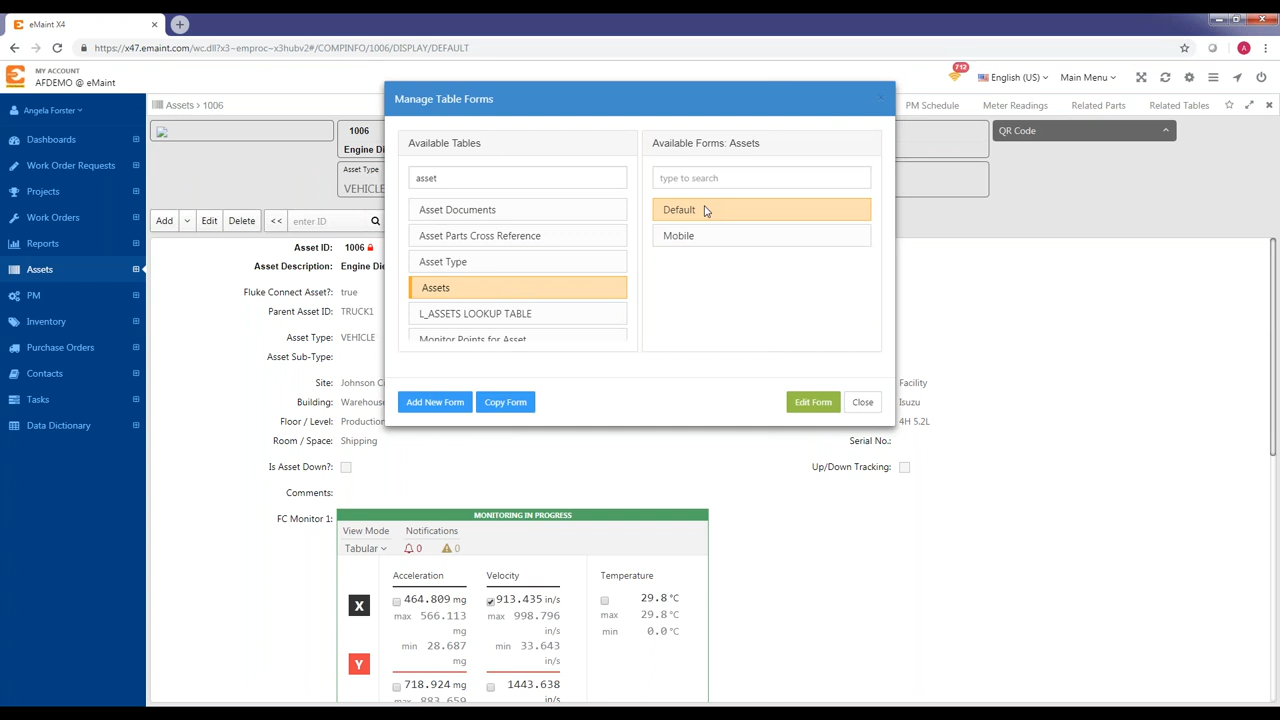 eMaint X4
https://x47.emaint.com/wc.dll?x3~emproc~x3hubv2#/COMPINFO/1006/DISPLAY/DEFAULT
A
MY ACCOUNT
AFDEMO @ eMaint
712
English (US)
Main Menu
Angela Forster
Dashboards
Work Order Requests
Projects
Work Orders
Reports
Assets
PM
Inventory
Purchase Orders
Contacts
Tasks
Data Dictionary
Assets > 1006
PM Schedule
Meter Readings
Related Parts
Related Tables
1006
Engine Di
Asset Type
VEHICLE
QR Code
Add
Edit
Delete
<<
enter ID
Asset ID: 1006
Asset Description: Engine Die
Fluke Connect Asset?: true
Parent Asset ID: TRUCK1
Asset Type: VEHICLE
Asset Sub-Type:
Site: Johnson C
Building: Warehouse
Floor / Level: Production
Room / Space: Shipping
Facility
Isuzu
4H 5.2L
Serial No.:
Is Asset Down?:
Up/Down Tracking:
Comments:
FC Monitor 1:
MONITORING IN PROGRESS
View Mode
Notifications
Tabular
0
0
Acceleration
Velocity
Temperature
X
464.809 mg
913.435 in/s
29.8 °C
max 566.113 mg
max 998.796 in/s
max 29.8 °C
min 28.687 mg
min 33.643 in/s
min 0.0 °C
Y
718.924 mg
1443.638
max 883.659
in/s
Manage Table Forms
Available Tables
asset
Asset Documents
Asset Parts Cross Reference
Asset Type
Assets
L_ASSETS LOOKUP TABLE
Monitor Points for Asset
Available Forms: Assets
type to search
Default
Mobile
Add New Form
Copy Form
Edit Form
Close